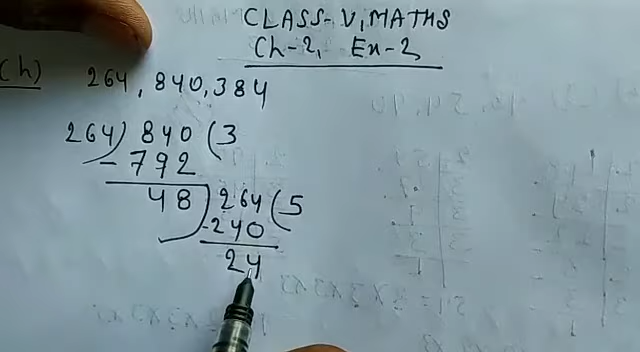 CLASS-V, MATHS
Ch-2, Ex-2
(h) 264, 840, 384
264) 840 (3
- 792
48) 264 (5
- 240
24